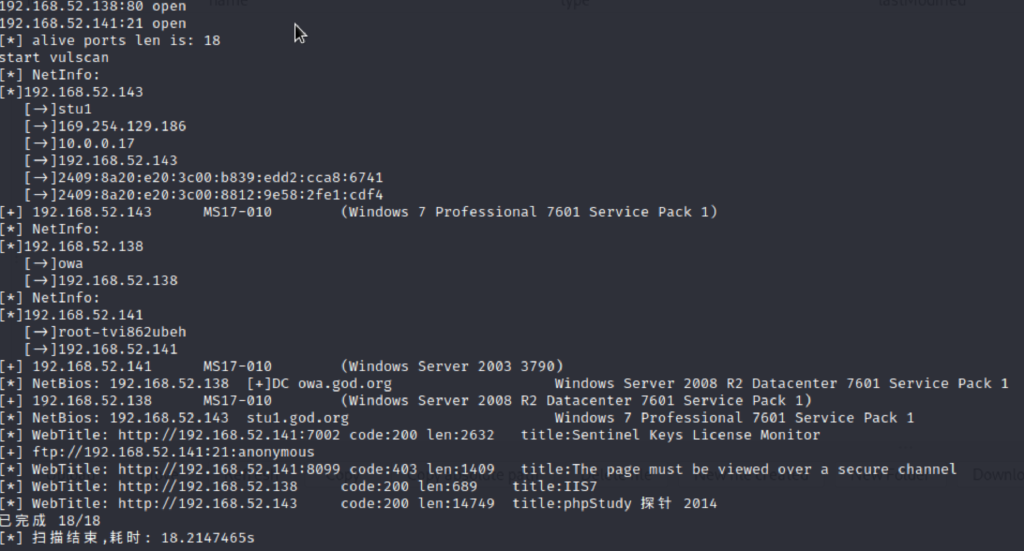 192.168.52.138:80 open
192.168.52.141:21 open
[*] alive ports len is: 18
start vulscan
[*] NetInfo:
[*]192.168.52.143
   [→]stu1
   [→]169.254.129.186
   [→]10.0.0.17
   [→]192.168.52.143
   [→]2409:8a20:e20:3c00:b839:edd2:cca8:6741
   [→]2409:8a20:e20:3c00:8812:9e58:2fe1:cdf4
[+] 192.168.52.143      MS17-010        (Windows 7 Professional 7601 Service Pack 1)
[*] NetInfo:
[*]192.168.52.138
   [→]owa
   [→]192.168.52.138
[*] NetInfo:
[*]192.168.52.141
   [→]root-tvi862ubeh
   [→]192.168.52.141
[+] 192.168.52.141      MS17-010        (Windows Server 2003 3790)
[*] NetBios: 192.168.52.138  [+]DC owa.god.org                   Windows Server 2008 R2 Datacenter 7601 Service Pack 1
[+] 192.168.52.138      MS17-010        (Windows Server 2008 R2 Datacenter 7601 Service Pack 1)
[*] NetBios: 192.168.52.143  stu1.god.org                        Windows 7 Professional 7601 Service Pack 1
[*] WebTitle: http://192.168.52.141:7002 code:200 len:2632   title:Sentinel Keys License Monitor
[+] ftp://192.168.52.141:21:anonymous
[*] WebTitle: http://192.168.52.141:8099 code:403 len:1409   title:The page must be viewed over a secure channel
[*] WebTitle: http://192.168.52.138     code:200 len:689    title:IIS7
[*] WebTitle: http://192.168.52.143     code:200 len:14749  title:phpStudy 探针 2014
已完成 18/18
[*] 扫描结束,耗时: 18.2147465s